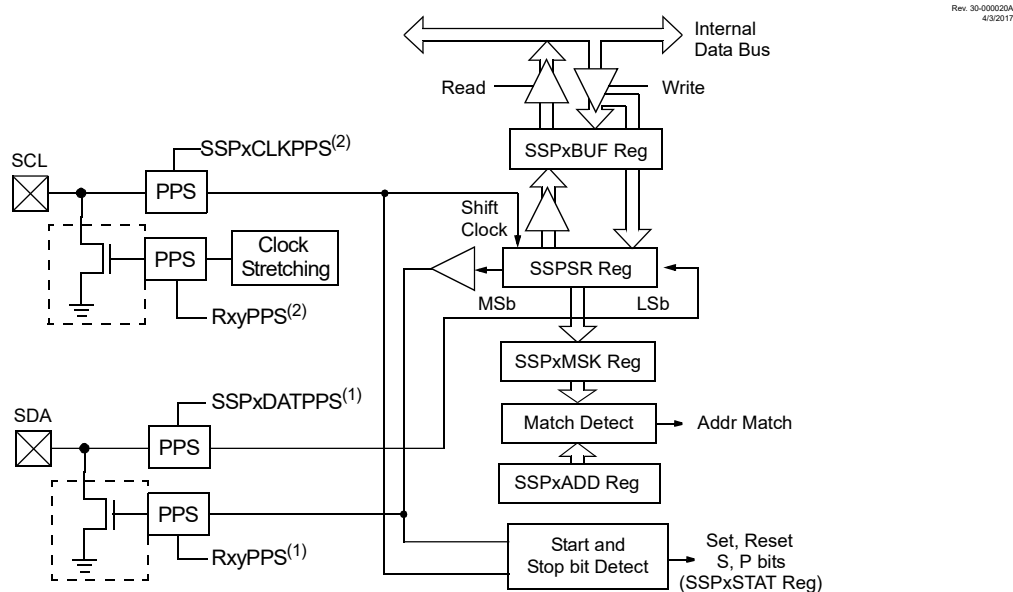 Rev. 30-000020A
4/3/2017
Internal
Data Bus
Read
Write
SSPxBUF Reg
SSPxCLKPPS(2)
SCL
PPS
Shift
Clock
PPS
Clock
Stretching
SSPSR Reg
MSb
LSb
RxyPPS(2)
SSPxMSK Reg
SSPxDATPPS(1)
SDA
Match Detect
Addr Match
PPS
SSPxADD Reg
PPS
RxyPPS(1)
Start and
Stop bit Detect
Set, Reset
S, P bits
(SSPxSTAT Reg)